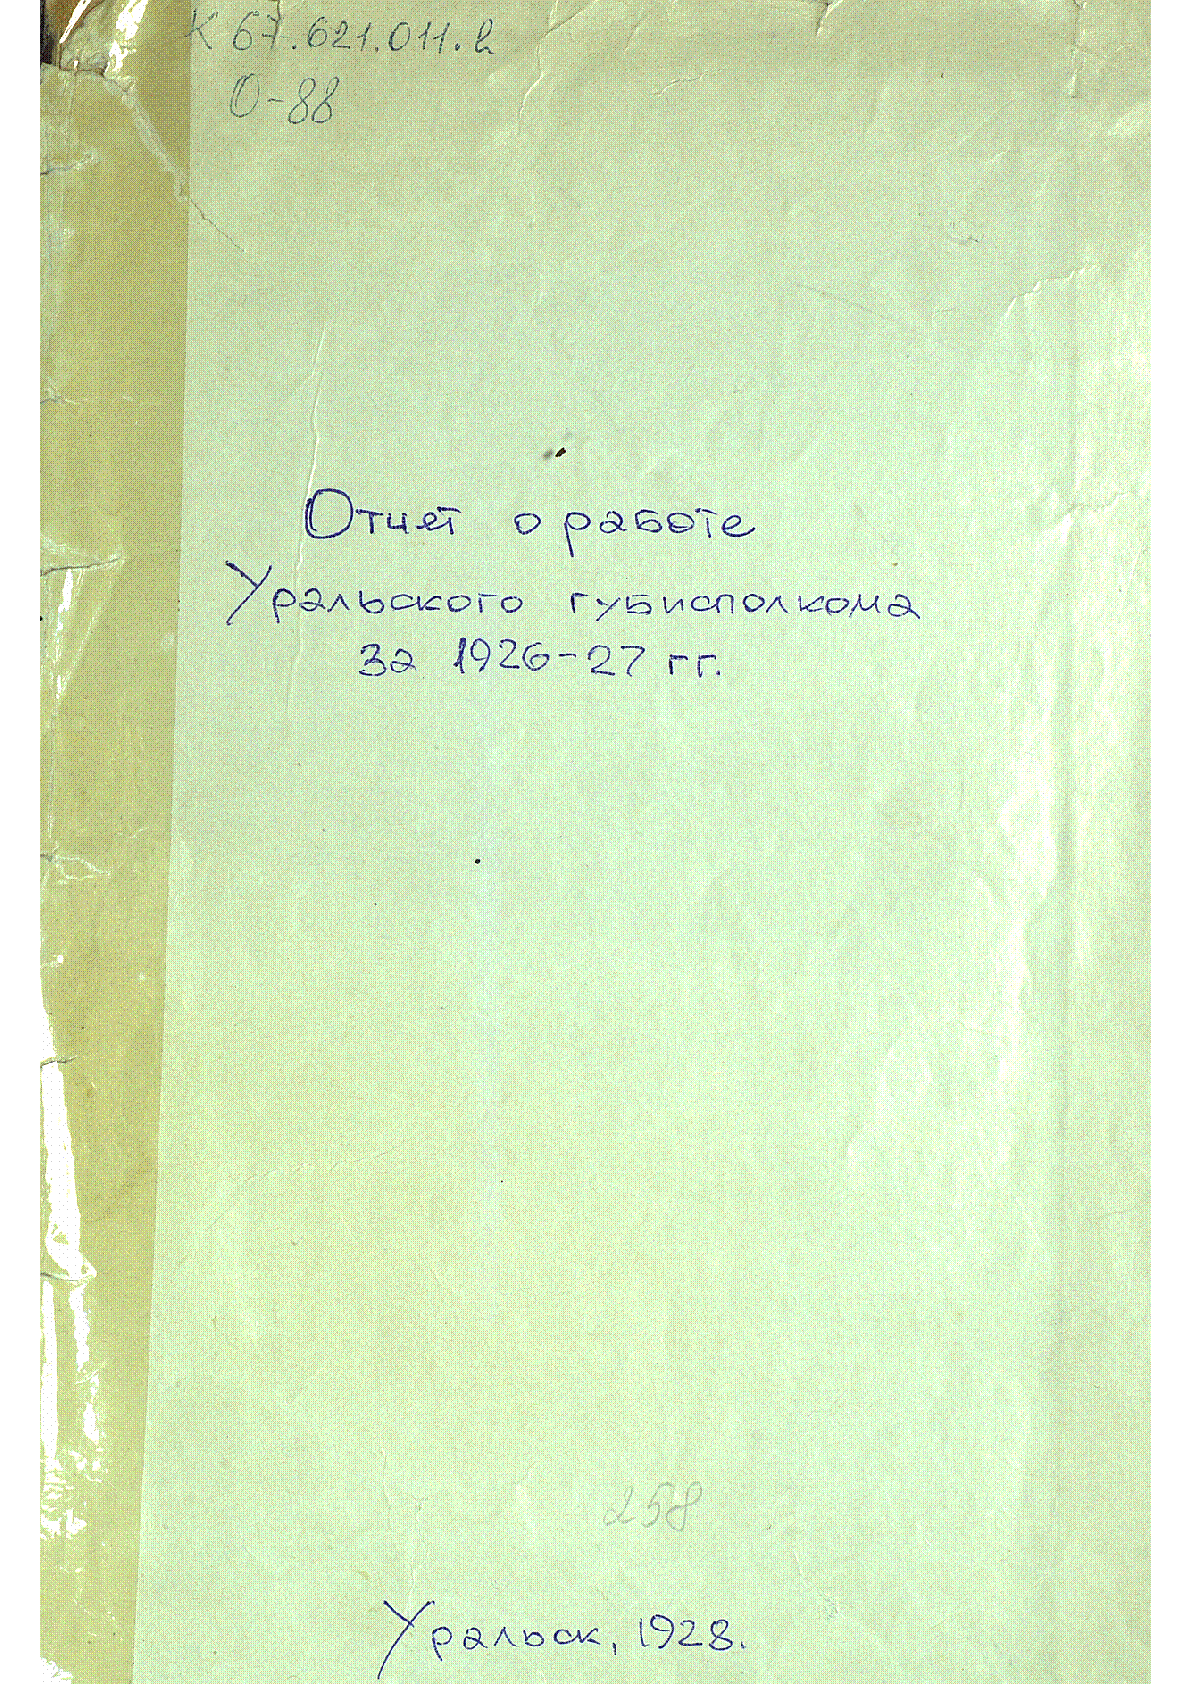 К 67.621.011.2
О-88
Отчет о работе
Уральского губисполкома
за 1926-27 гг.
258
Уральск, 1928.